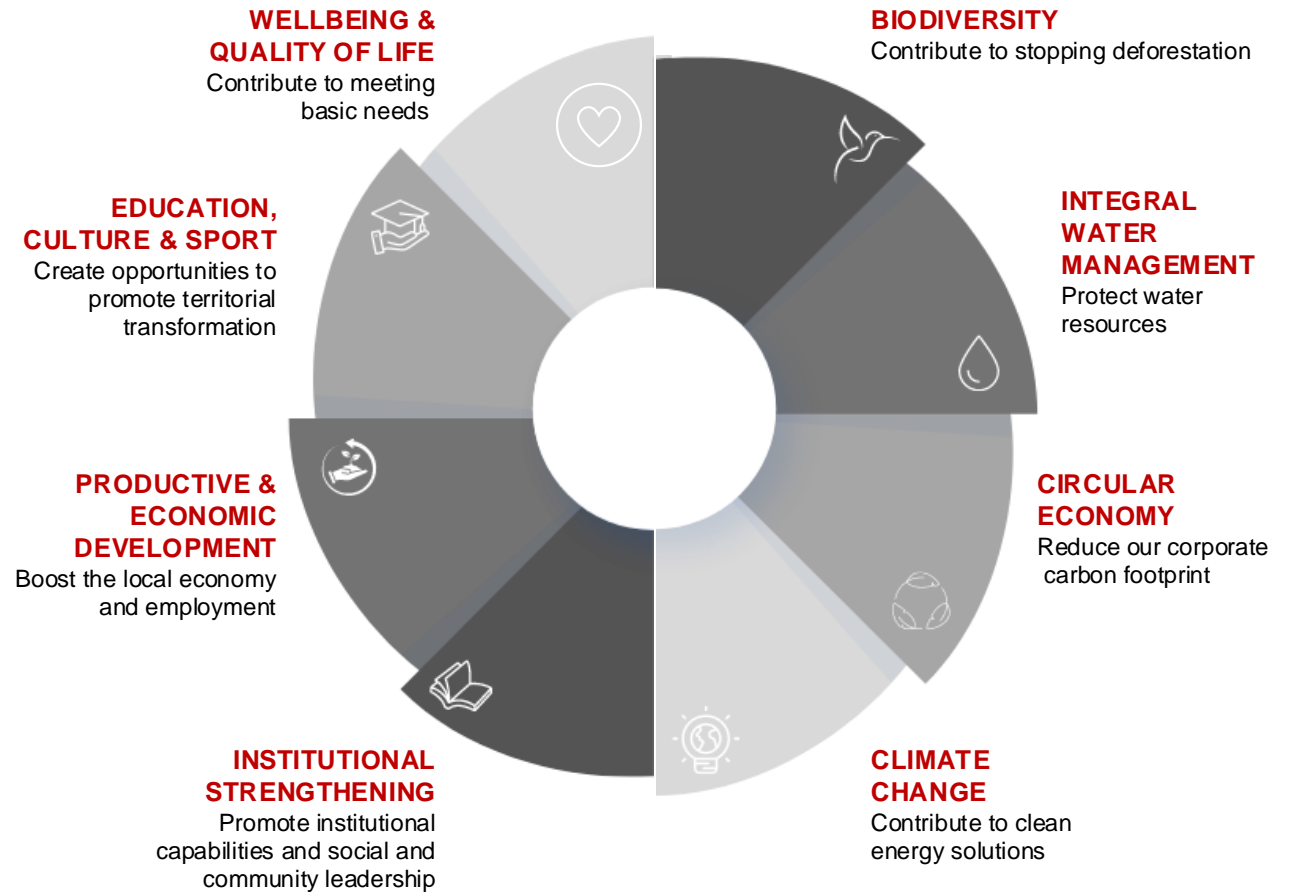 WELLBEING &
QUALITY OF LIFE
Contribute to meeting
basic needs
BIODIVERSITY
Contribute to stopping deforestation
EDUCATION,
CULTURE & SPORT
Create opportunities to
promote territorial
transformation
INTEGRAL
WATER
MANAGEMENT
Protect water
resources
PRODUCTIVE &
ECONOMIC
DEVELOPMENT
Boost the local economy
and employment
CIRCULAR
ECONOMY
Reduce our corporate
carbon footprint
INSTITUTIONAL
STRENGTHENING
Promote institutional
capabilities and social and
community leadership
CLIMATE
CHANGE
Contribute to clean
energy solutions